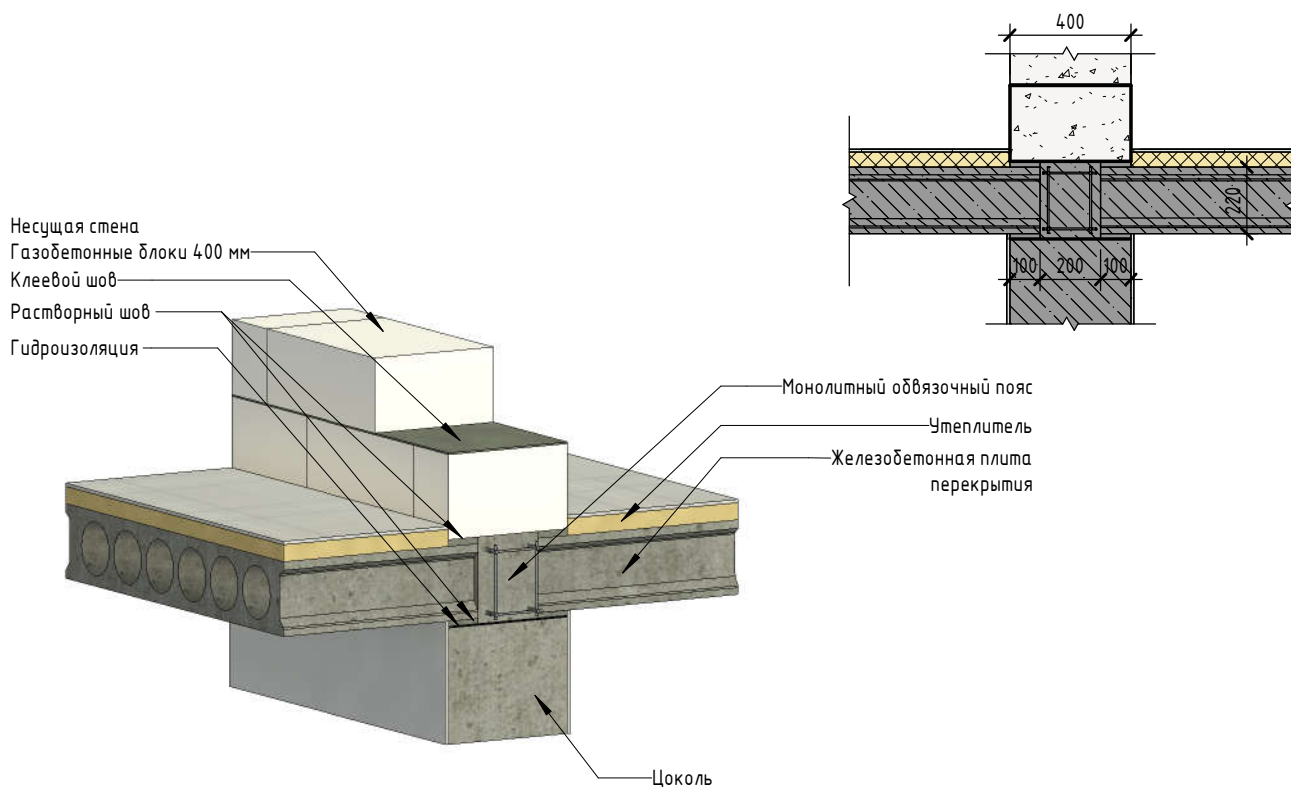 400
220
100 200 100
Несущая стена
Газобетонные блоки 400 мм
Клеевой шов
Растворный шов
Гидроизоляция
Монолитный обвязочный пояс
Утеплитель
Железобетонная плита
перекрытия
Цоколь